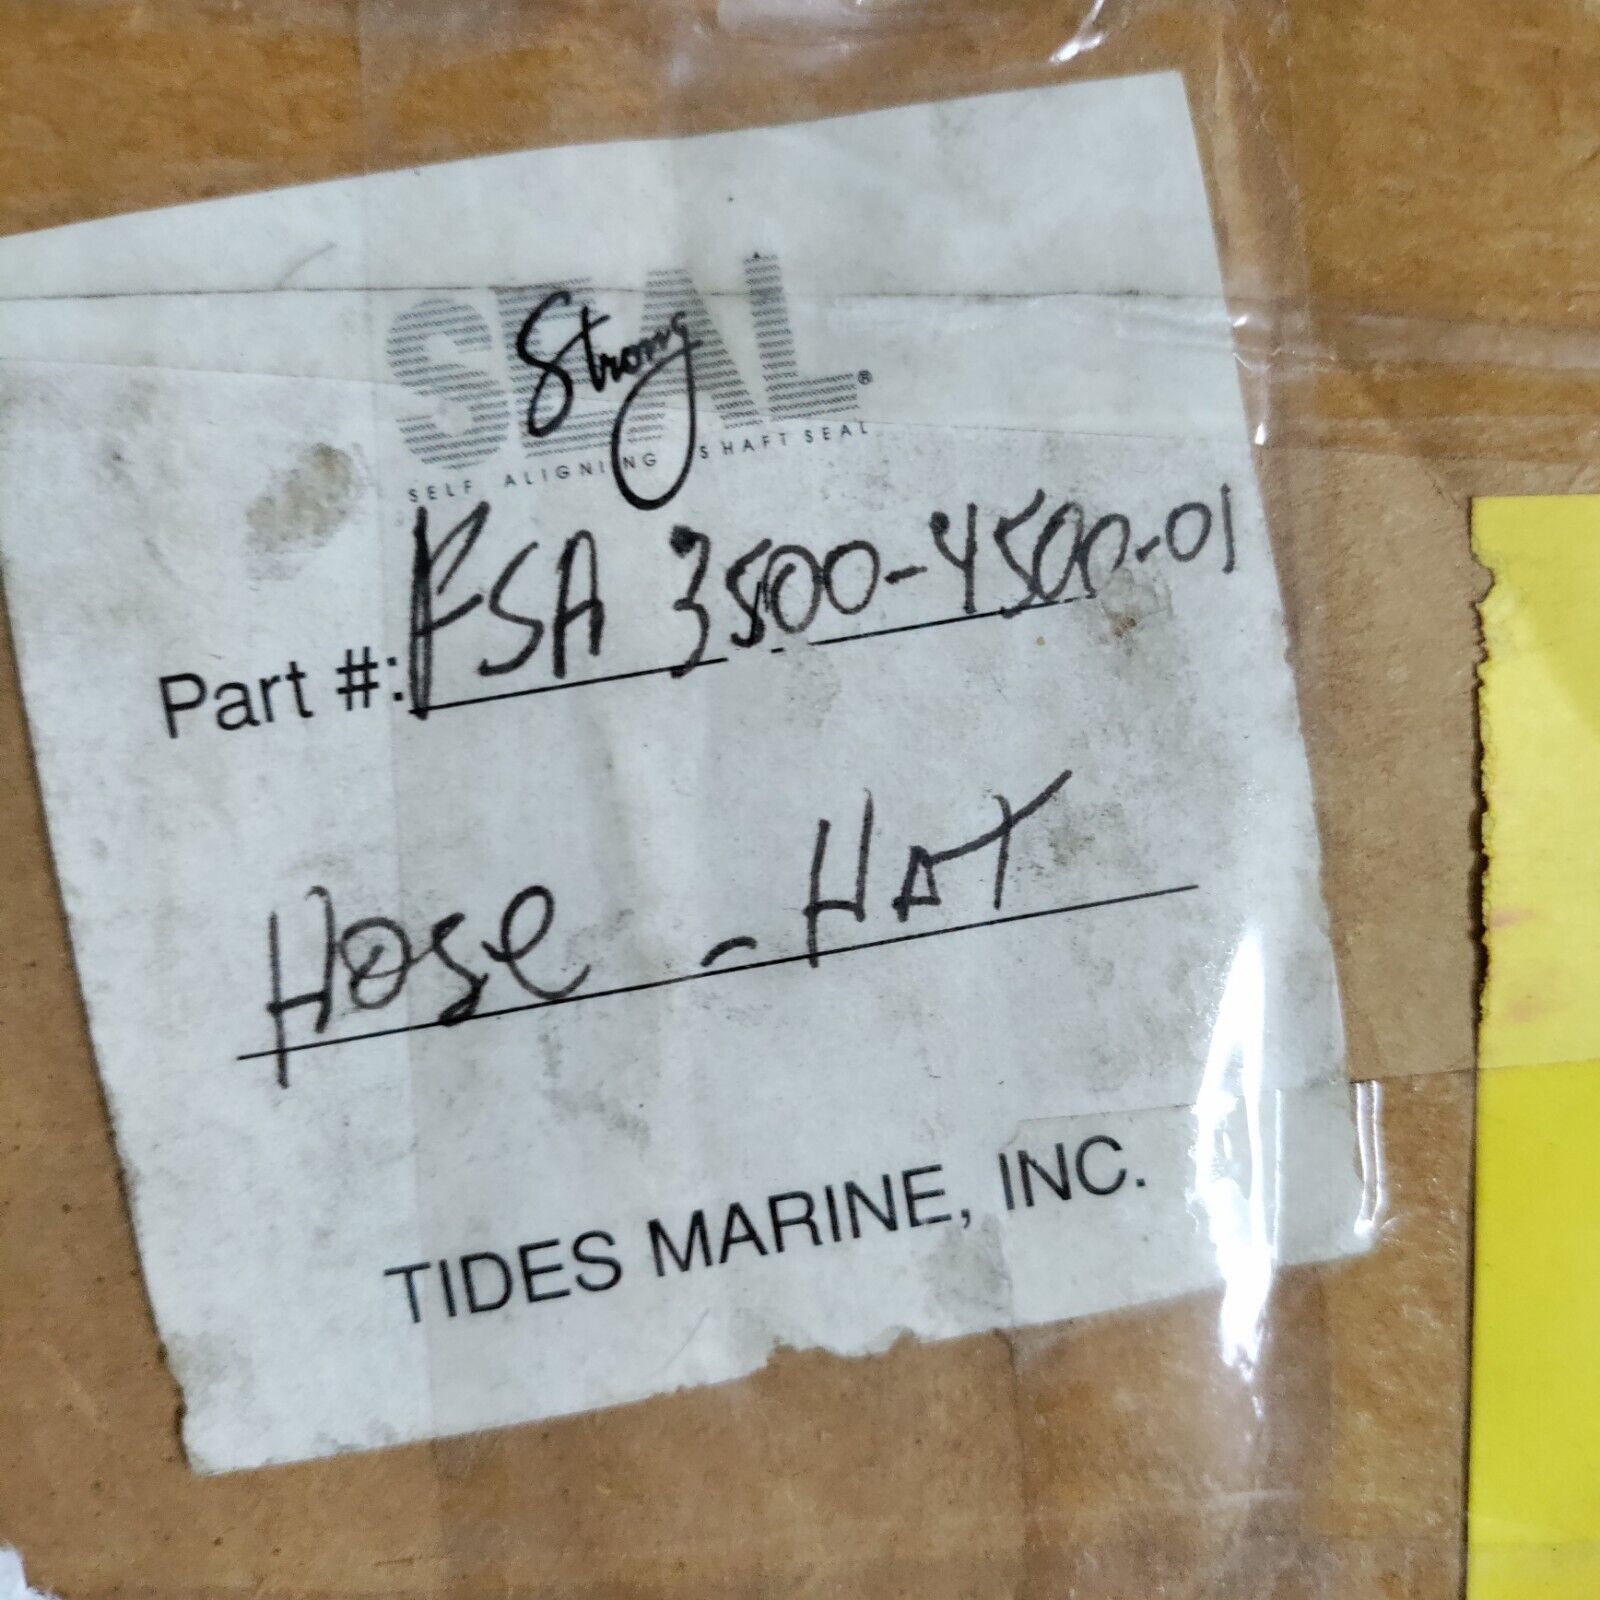 Strong SEAL®
SELF ALIGNING SHAFT SEAL
Part #: FSA 3500-4500-01
Hose - HAT
TIDES MARINE, INC.